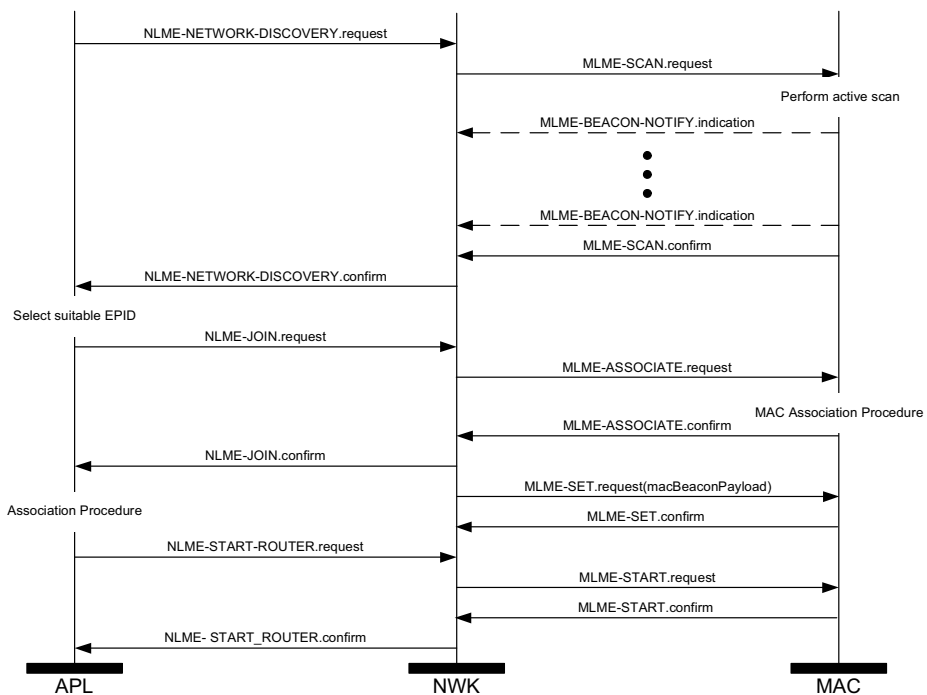 NLME-NETWORK-DISCOVERY.request
MLME-SCAN.request
Perform active scan
MLME-BEACON-NOTIFY.indication
MLME-BEACON-NOTIFY.indication
MLME-SCAN.confirm
NLME-NETWORK-DISCOVERY.confirm
Select suitable EPID
NLME-JOIN.request
MLME-ASSOCIATE.request
MAC Association Procedure
MLME-ASSOCIATE.confirm
NLME-JOIN.confirm
MLME-SET.request(macBeaconPayload)
Association Procedure
MLME-SET.confirm
NLME-START-ROUTER.request
MLME-START.request
MLME-START.confirm
NLME- START_ROUTER.confirm
APL
NWK
MAC